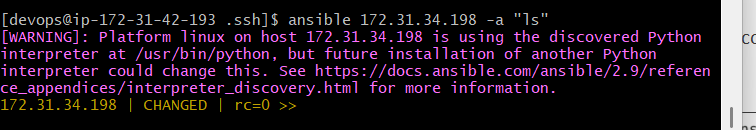 [devops@ip-172-31-42-193 .ssh]$ ansible 172.31.34.198 -a "ls"
[WARNING]: Platform linux on host 172.31.34.198 is using the discovered Python
interpreter at /usr/bin/python, but future installation of another Python
interpreter could change this. See https://docs.ansible.com/ansible/2.9/referen
ce_appendices/interpreter_discovery.html for more information.
172.31.34.198 | CHANGED | rc=0 >>